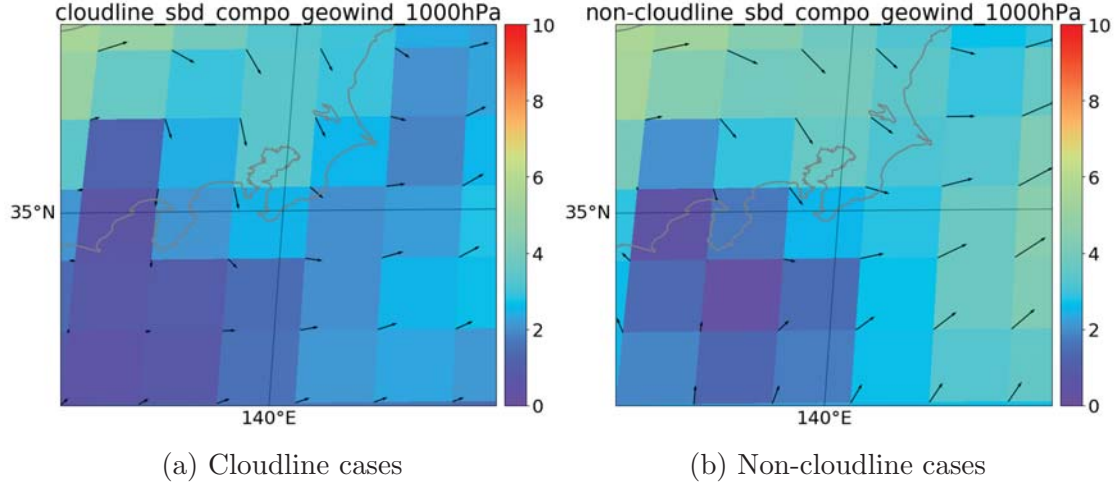 cloudline_sbd_compo_geowind_1000hPa
10
8
6
4
2
0
35°N
140°E
(a) Cloudline cases
non-cloudline_sbd_compo_geowind_1000hPa
10
8
6
4
2
0
35°N
140°E
(b) Non-cloudline cases